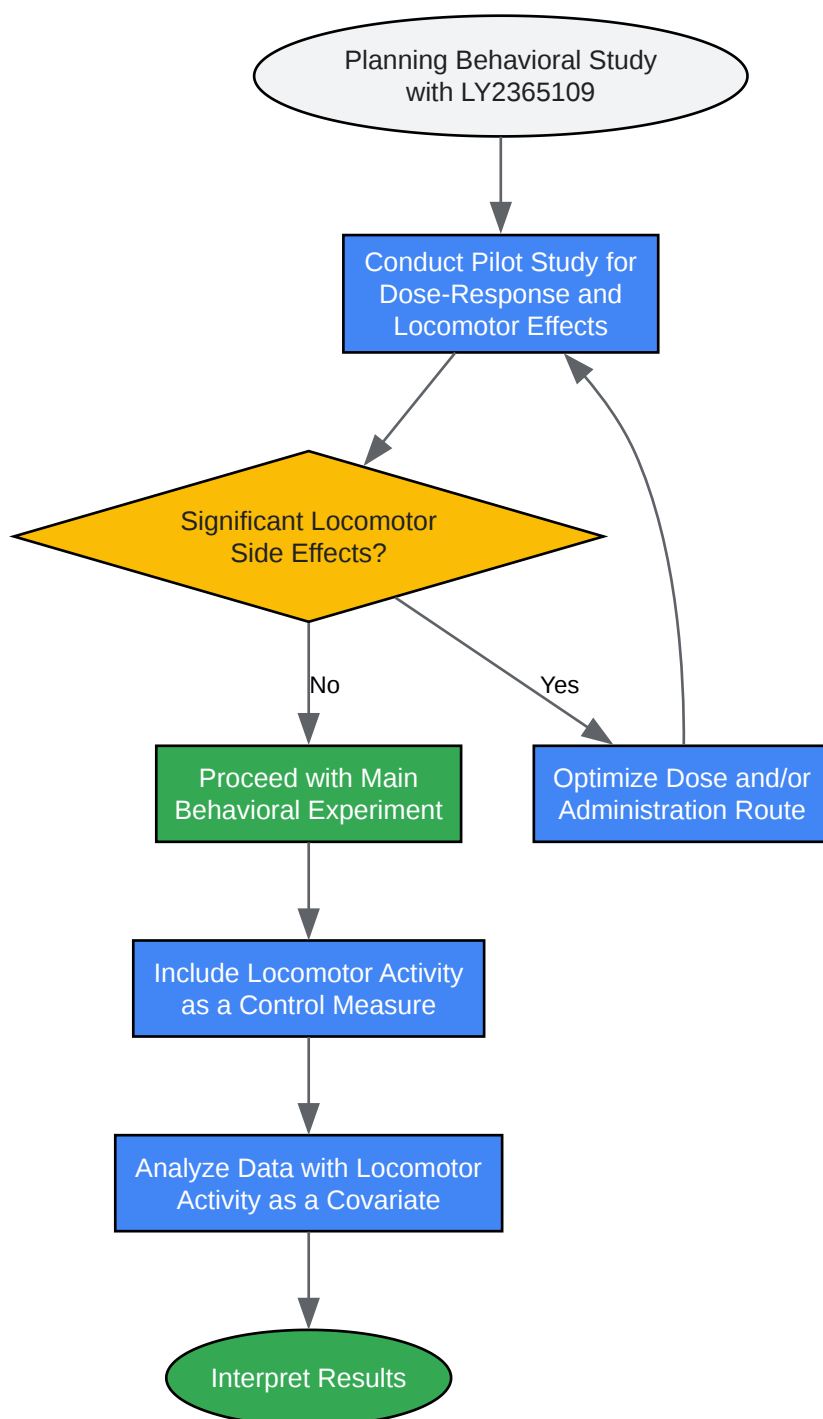 Planning Behavioral Study
with LY2365109
Conduct Pilot Study for
Dose-Response and
Locomotor Effects
Significant Locomotor
Side Effects?
No
Yes
Proceed with Main
Behavioral Experiment
Optimize Dose and/or
Administration Route
Include Locomotor Activity
as a Control Measure
Analyze Data with Locomotor
Activity as a Covariate
Interpret Results